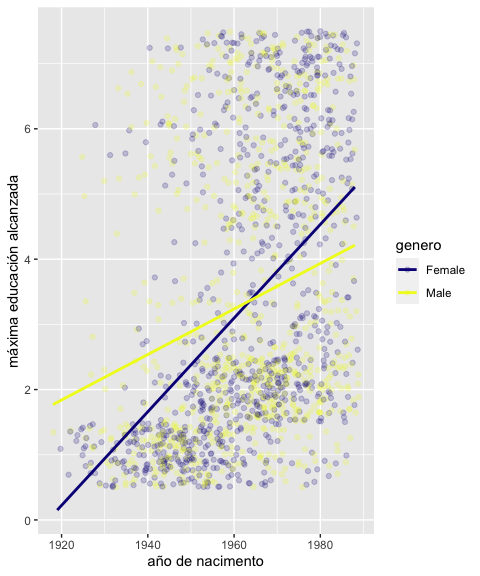 máxima educación alcanzada
6
4
2
0
1920 1940 1960 1980
año de nacimento
genero
Female
Male